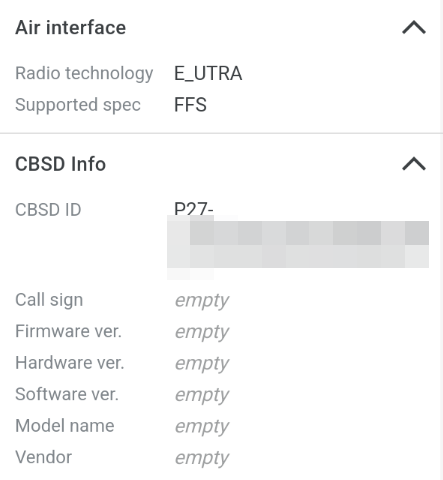 Air interface
Radio technology E_UTRA
Supported spec FFS
CBSD Info
CBSD ID P27-
Call sign empty
Firmware ver. empty
Hardware ver. empty
Software ver. empty
Model name empty
Vendor empty